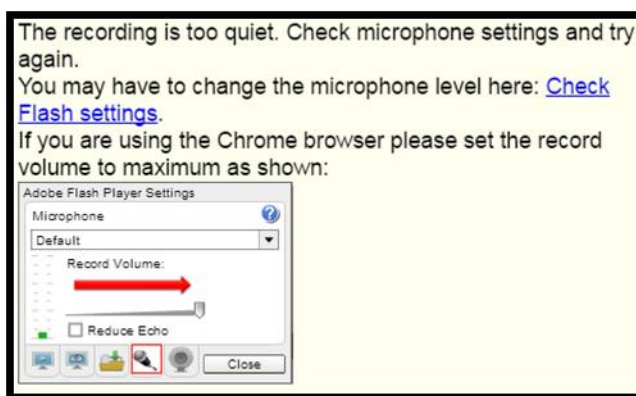 The recording is too quiet. Check microphone settings and try
again.
You may have to change the microphone level here: Check
Flash settings.
If you are using the Chrome browser please set the record
volume to maximum as shown:
Adobe Flash Player Settings
Microphone
Default
Record Volume:
Reduce Echo
Close